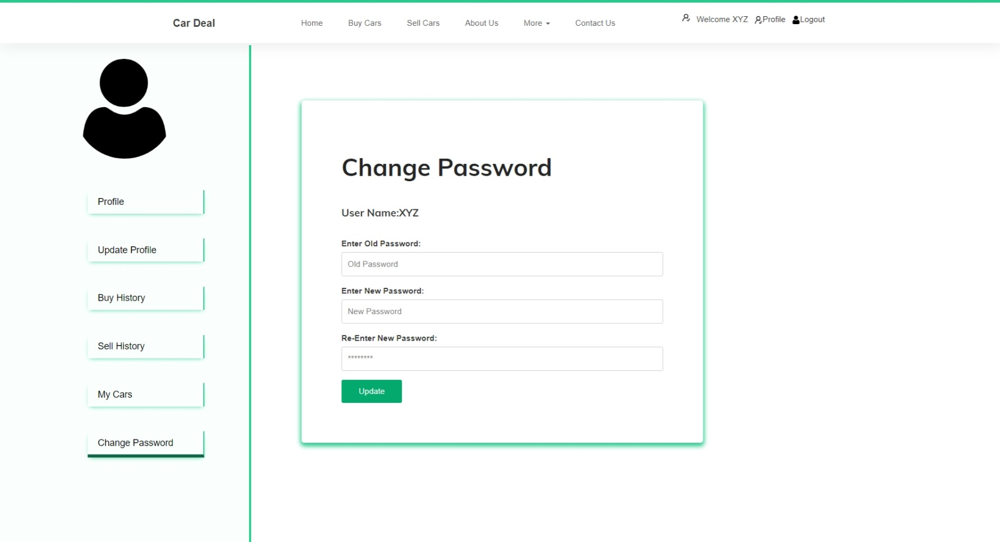 Car Deal
Home Buy Cars Sell Cars About Us More Contact Us
Welcome XYZ Profile Logout
Profile
Update Profile
Buy History
Sell History
My Cars
Change Password
Change Password
User Name:XYZ
Enter Old Password:
Old Password
Enter New Password:
New Password
Re-Enter New Password:
********
Update